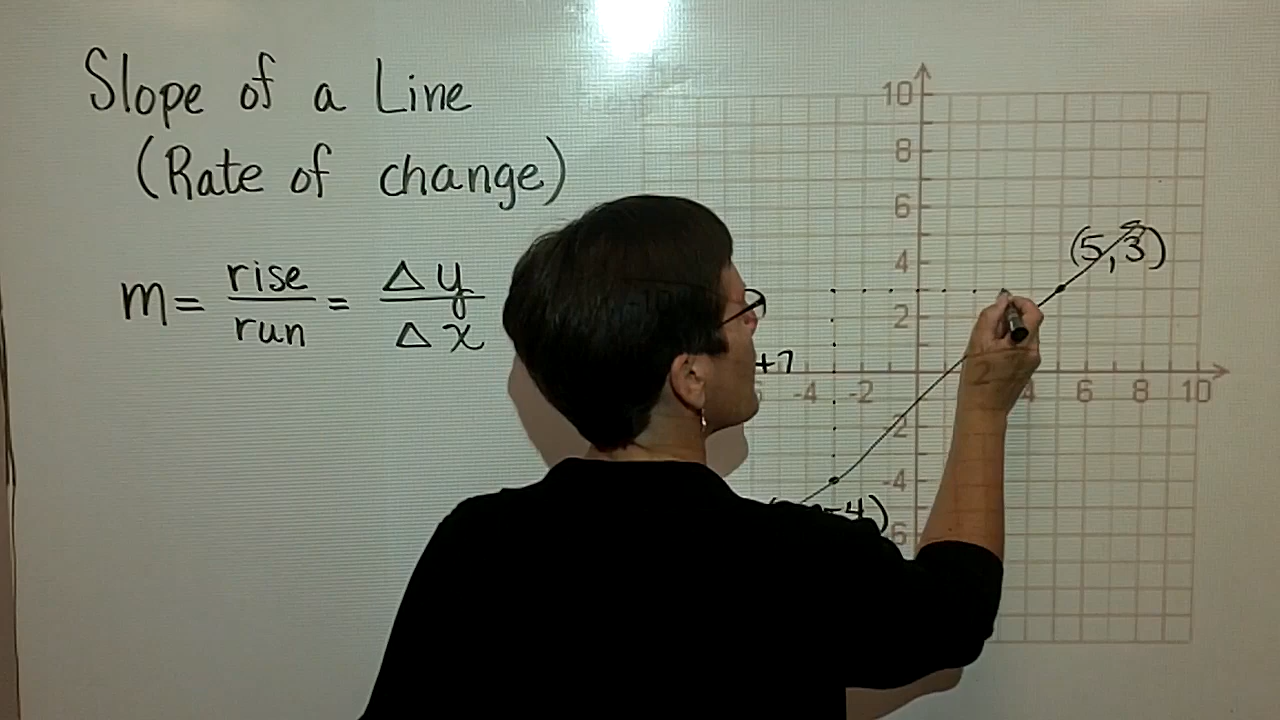 Slope of a Line
(Rate of change)
m = rise/run = Δy/Δx
10
8
6
4
2
(5,3)
+7
-4 -2 2 4 6 8 10
-2
-4
-4)